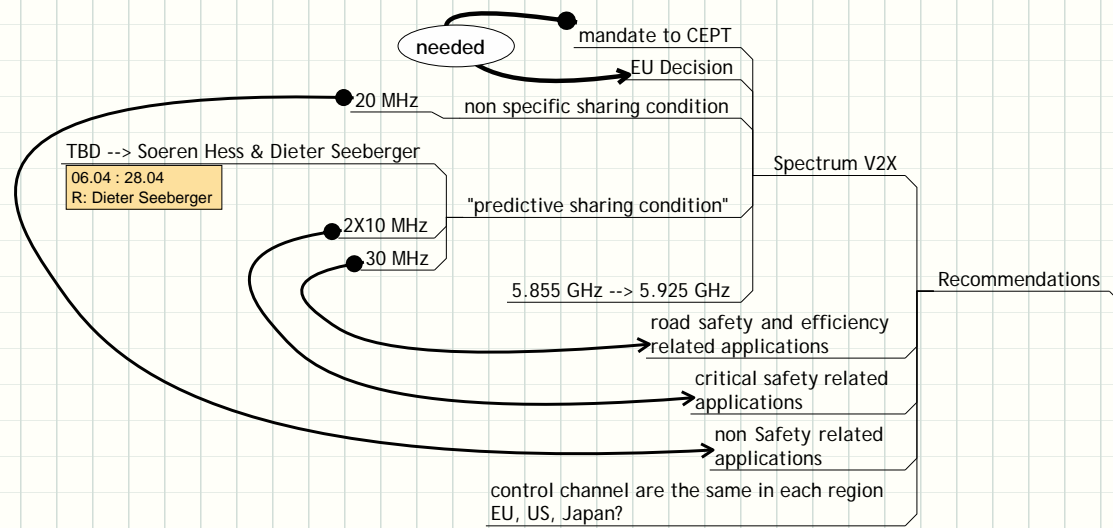 needed
mandate to CEPT
EU Decision
20 MHz
non specific sharing condition
TBD --> Soeren Hess & Dieter Seeberger
06.04 : 28.04
R: Dieter Seeberger
Spectrum V2X
"predictive sharing condition"
2X10 MHz
30 MHz
5.855 GHz --> 5.925 GHz
Recommendations
road safety and efficiency
related applications
critical safety related
applications
non Safety related
applications
control channel are the same in each region
EU, US, Japan?